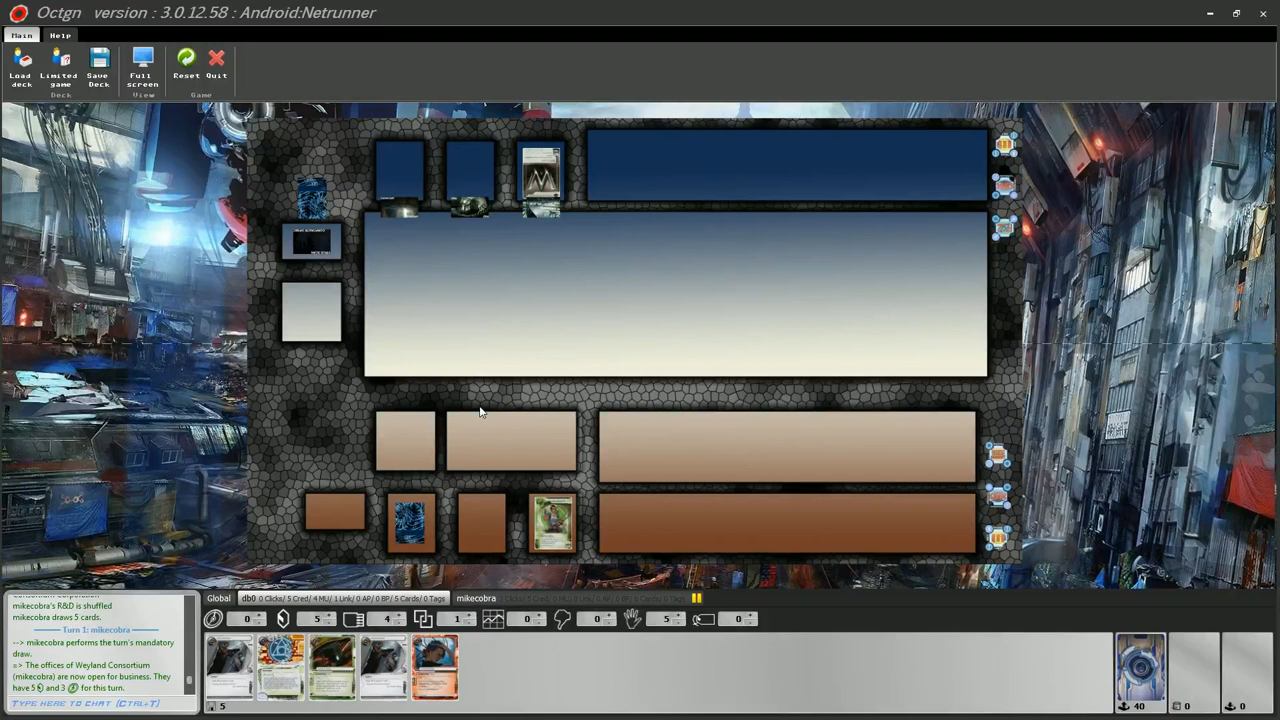 Octgn version : 3.0.12.58 : Android:Netrunner
Main Help
Load deck
Limited game
Save Deck
Full screen
Reset
Quit
Deck
View
Game
Consortium Corporation
mikecobra's R&D is shuffled
mikecobra draws 5 cards.
Turn 1: mikecobra
--> mikecobra performs the turn's mandatory
draw.
=> The offices of Weyland Consortium
(mikecobra) are now open for business. They
have 5 and 3 for this turn.
Type here to chat (Ctrl+T)
Global db0 0 Clicks/ 5 Cred/ 4 MU/ 1 Link/ 0 AP/ 0 BP/ 5 Cards/ 0 Tags mikecobra
0 5 4 1 0 0 5 0
5
40 0 0